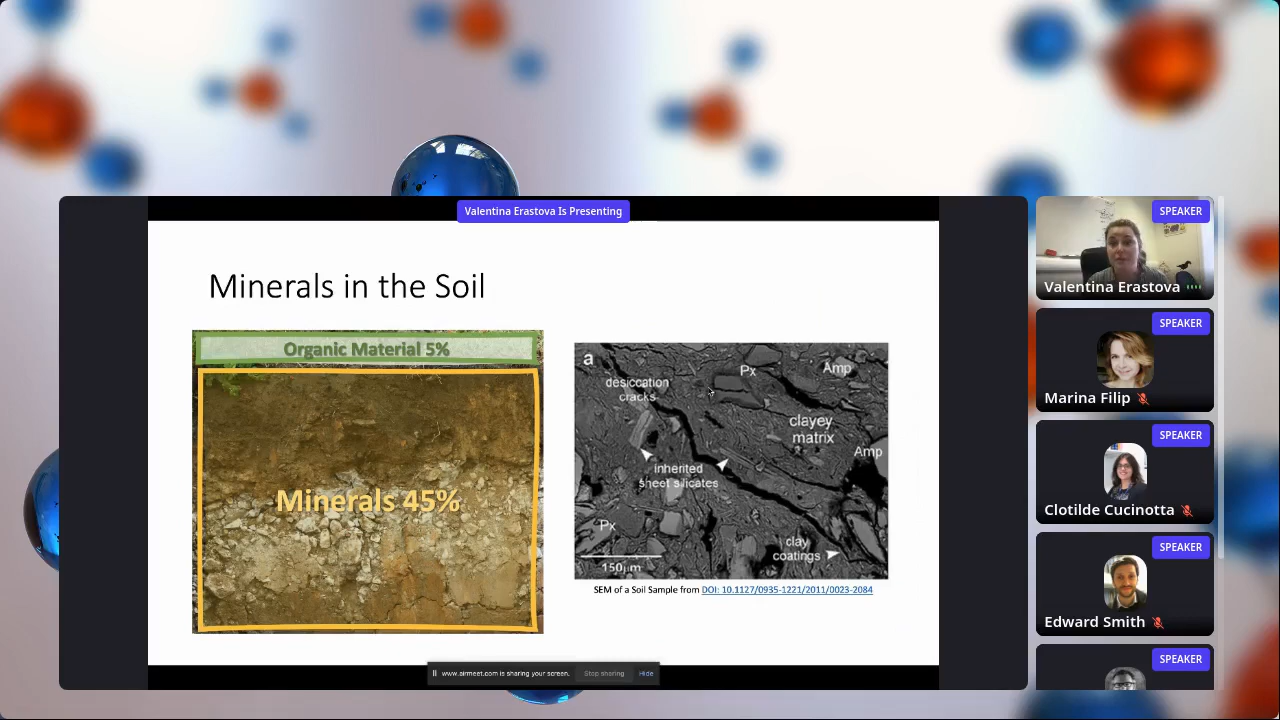 Valentina Erastova Is Presenting
Minerals in the Soil
Organic Material 5%
Minerals 45%
a
Px
Amp
desiccation
cracks
clayey
matrix
Amp
inherited
sheet silicates
Px
clay
coatings
150μm
SEM of a Soil Sample from DOI: 10.1127/0935-1221/2011/0023-2084
www.airmeet.com is sharing your screen.
Stop sharing
Hide
SPEAKER
Valentina Erastova
SPEAKER
Marina Filip
SPEAKER
Clotilde Cucinotta
SPEAKER
Edward Smith
SPEAKER